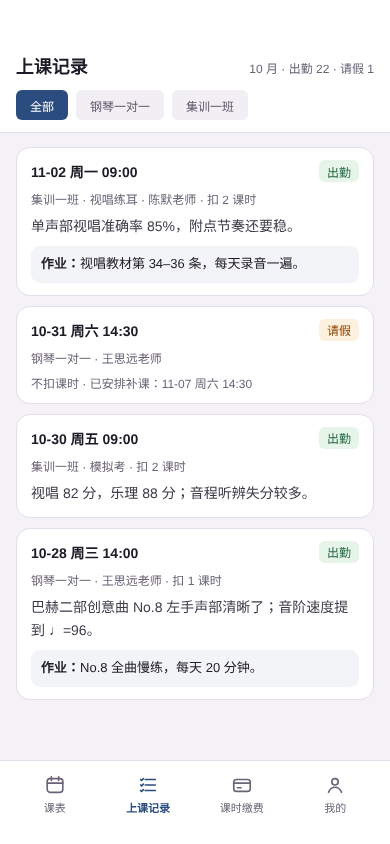 上课记录
10 月 · 出勤 22 · 请假 1
全部
钢琴一对一
集训一班
11-02 周一 09:00
出勤
集训一班 · 视唱练耳 · 陈默老师 · 扣 2 课时
单声部视唱准确率 85%，附点节奏还要稳。
作业：视唱教材第 34–36 条，每天录音一遍。
10-31 周六 14:30
请假
钢琴一对一 · 王思远老师
不扣课时 · 已安排补课：11-07 周六 14:30
10-30 周五 09:00
出勤
集训一班 · 模拟考 · 扣 2 课时
视唱 82 分，乐理 88 分；音程听辨失分较多。
10-28 周三 14:00
出勤
钢琴一对一 · 王思远老师 · 扣 1 课时
巴赫二部创意曲 No.8 左手声部清晰了；音阶速度提
到 ♩=96。
作业：No.8 全曲慢练，每天 20 分钟。
课表
上课记录
课时缴费
我的